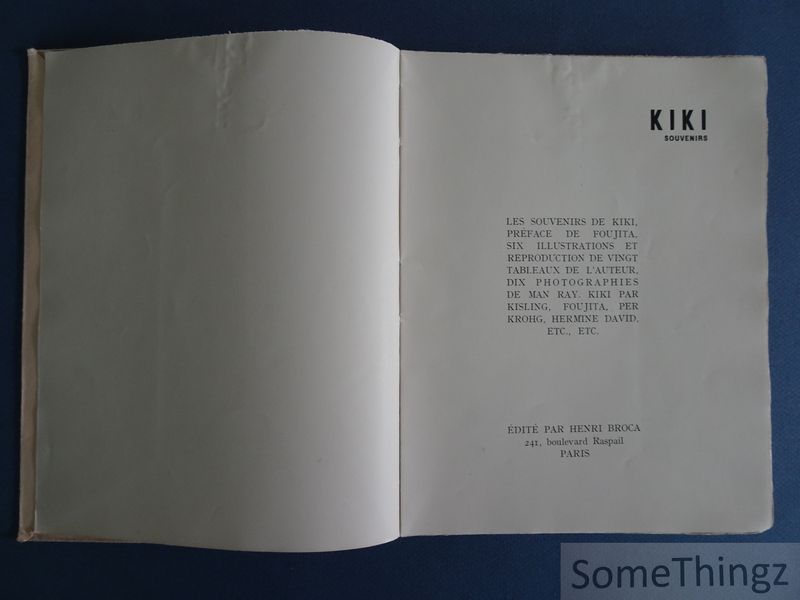 KIKI
SOUVENIRS
LES SOUVENIRS DE KIKI,
PRÉFACE DE FOUJITA,
SIX ILLUSTRATIONS ET
REPRODUCTION DE VINGT
TABLEAUX DE L'AUTEUR,
DIX PHOTOGRAPHIES
DE MAN RAY. KIKI PAR
KISLING, FOUJITA, PER
KROHG, HERMINE DAVID,
ETC., ETC.
ÉDITÉ PAR HENRI BROCA
241, boulevard Raspail
PARIS
SomeThingz